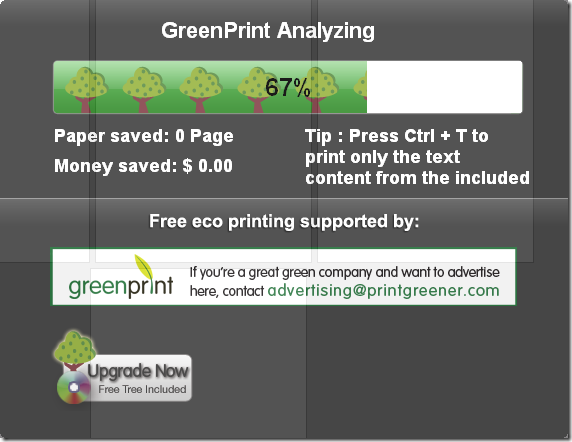 GreenPrint Analyzing
67%
Paper saved: 0 Page
Money saved: $ 0.00
Tip : Press Ctrl + T to
print only the text
content from the included
Free eco printing supported by:
greenprint
If you're a great green company and want to advertise
here, contact advertising@printgreener.com
Upgrade Now
Free Tree Included